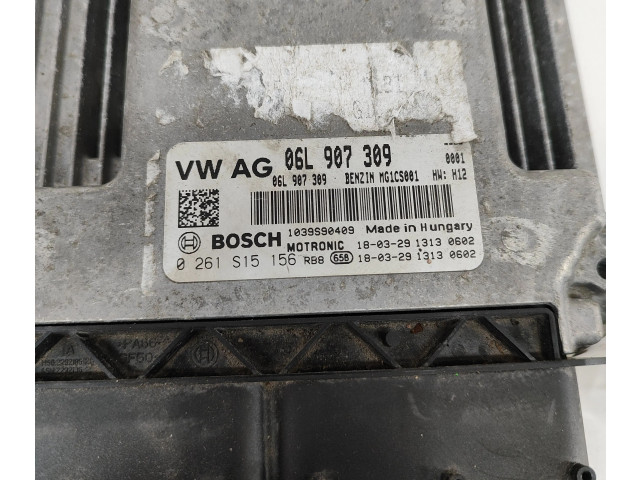 VW AG 06L 907 309 0001
06L 907 309 BENZIN MG1CS001 HW: H12
1039S90409 Made in Hungary
BOSCH MOTRONIC 18-03-29 1313 0602
0 261 S15 156 RB8 658 18-03-29 1313 0602